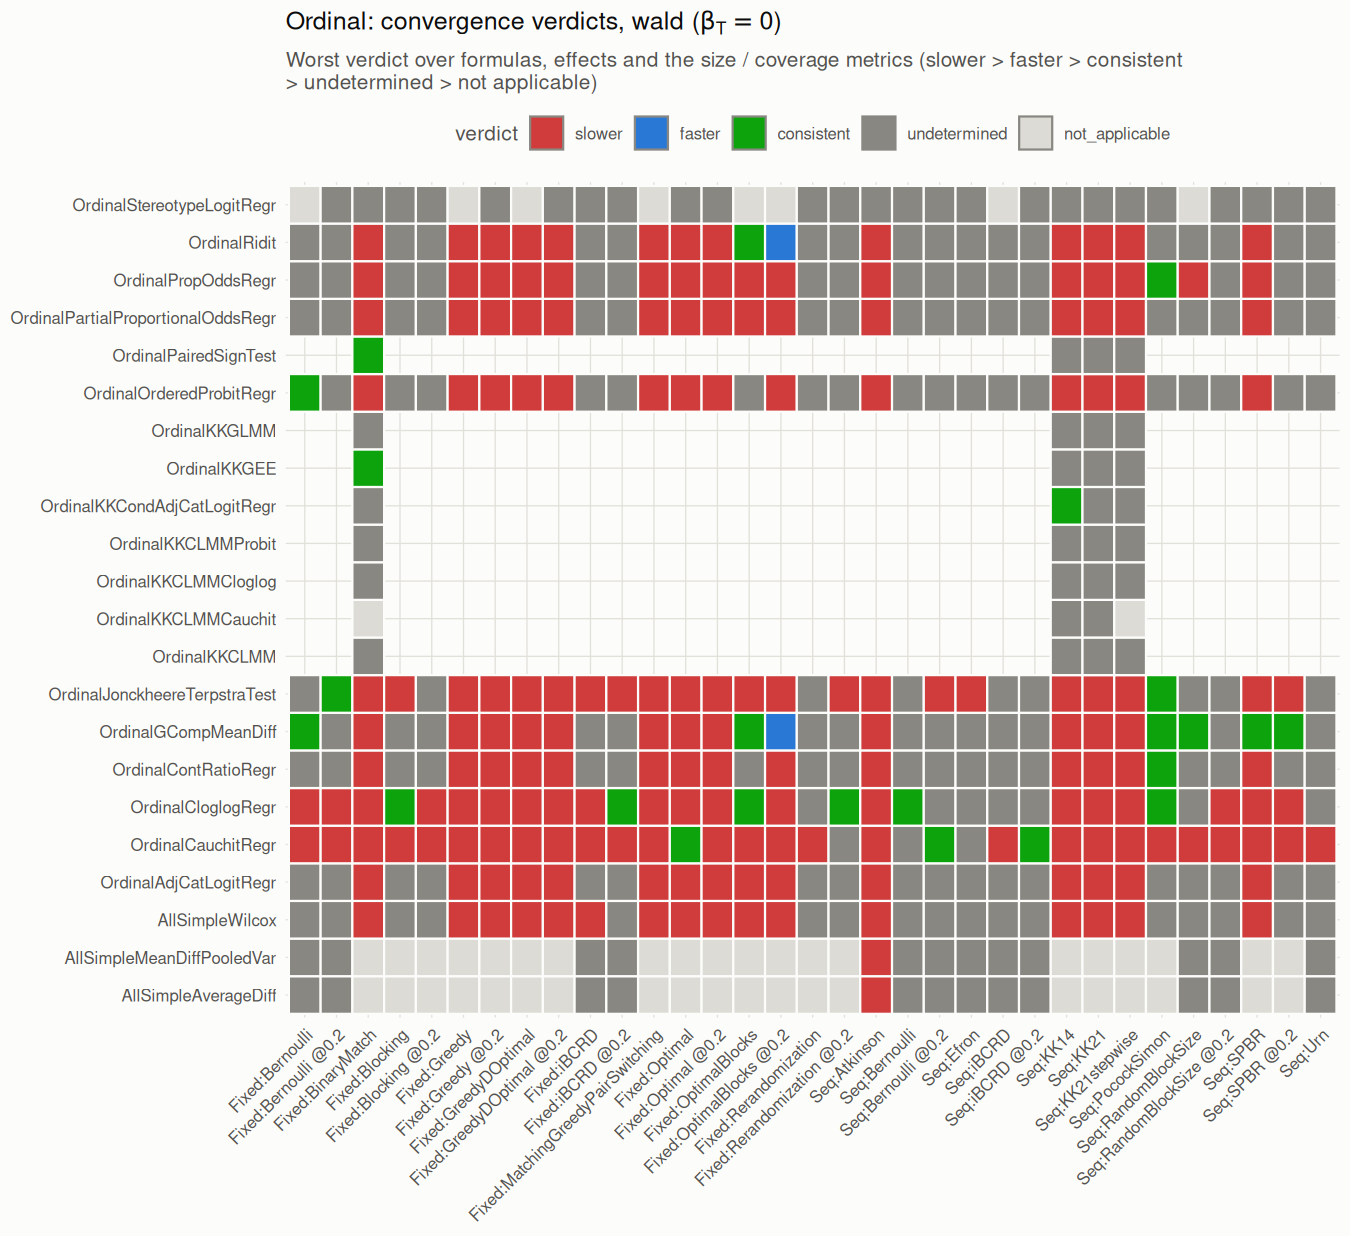 Ordinal: convergence verdicts, wald (βT = 0)
Worst verdict over formulas, effects and the size / coverage metrics (slower > faster > consistent
> undetermined > not applicable)
verdict slower faster consistent undetermined not_applicable
OrdinalStereotypeLogitRegr
OrdinalRidit
OrdinalPropOddsRegr
OrdinalPartialProportionalOddsRegr
OrdinalPairedSignTest
OrdinalOrderedProbitRegr
OrdinalKKGLMM
OrdinalKKGEE
OrdinalKKCondAdjCatLogitRegr
OrdinalKKCLMMProbit
OrdinalKKCLMMCloglog
OrdinalKKCLMMCauchit
OrdinalKKCLMM
OrdinalJonckheereTerpstraTest
OrdinalGCompMeanDiff
OrdinalContRatioRegr
OrdinalCloglogRegr
OrdinalCauchitRegr
OrdinalAdjCatLogitRegr
AllSimpleWilcox
AllSimpleMeanDiffPooledVar
AllSimpleAverageDiff
Fixed:Bernoulli
Fixed:Bernoulli @0.2
Fixed:BinaryMatch
Fixed:Blocking
Fixed:Blocking @0.2
Fixed:Greedy
Fixed:Greedy @0.2
Fixed:GreedyDOptimal
Fixed:GreedyDOptimal @0.2
Fixed:iBCRD
Fixed:iBCRD @0.2
Fixed:MatchingGreedyPairSwitching
Fixed:Optimal
Fixed:Optimal @0.2
Fixed:OptimalBlocks
Fixed:OptimalBlocks @0.2
Fixed:Rerandomization
Fixed:Rerandomization @0.2
Seq:Atkinson
Seq:Bernoulli
Seq:Bernoulli @0.2
Seq:Efron
Seq:iBCRD
Seq:iBCRD @0.2
Seq:KK14
Seq:KK21
Seq:KK21stepwise
Seq:PocockSimon
Seq:RandomBlockSize
Seq:RandomBlockSize @0.2
Seq:SPBR
Seq:SPBR @0.2
Seq:Urn